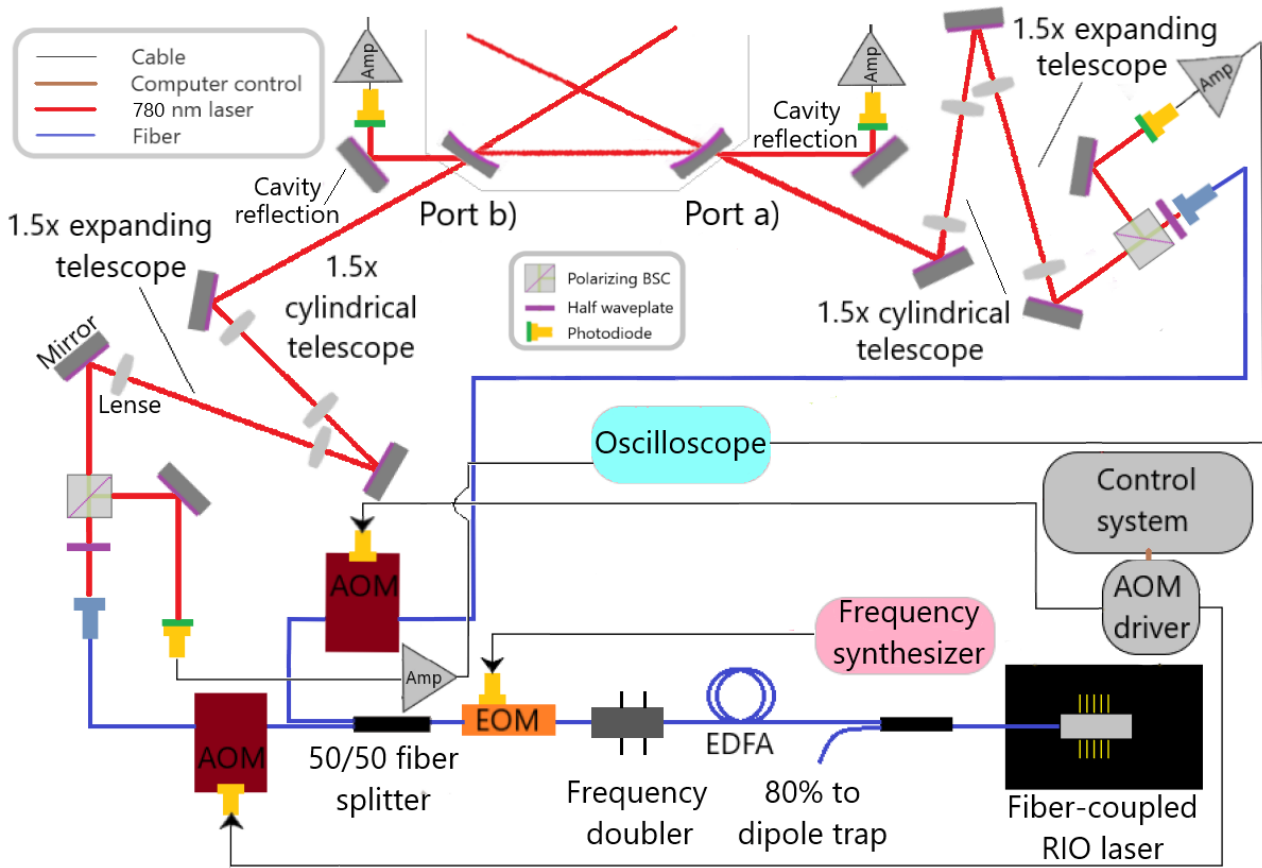 Cable
Computer control
780 nm laser
Fiber
Amp
Cavity
reflection
Port b)
Port a)
Amp
Cavity
reflection
1.5x expanding
telescope
Amp
1.5x expanding
telescope
1.5x
cylindrical
telescope
Polarizing BSC
Half waveplate
Photodiode
1.5x cylindrical
telescope
Mirror
Lense
Oscilloscope
Control
system
AOM
driver
AOM
Frequency
synthesizer
Amp
AOM
50/50 fiber
splitter
EOM
Frequency
doubler
EDFA
80% to
dipole trap
Fiber-coupled
RIO laser